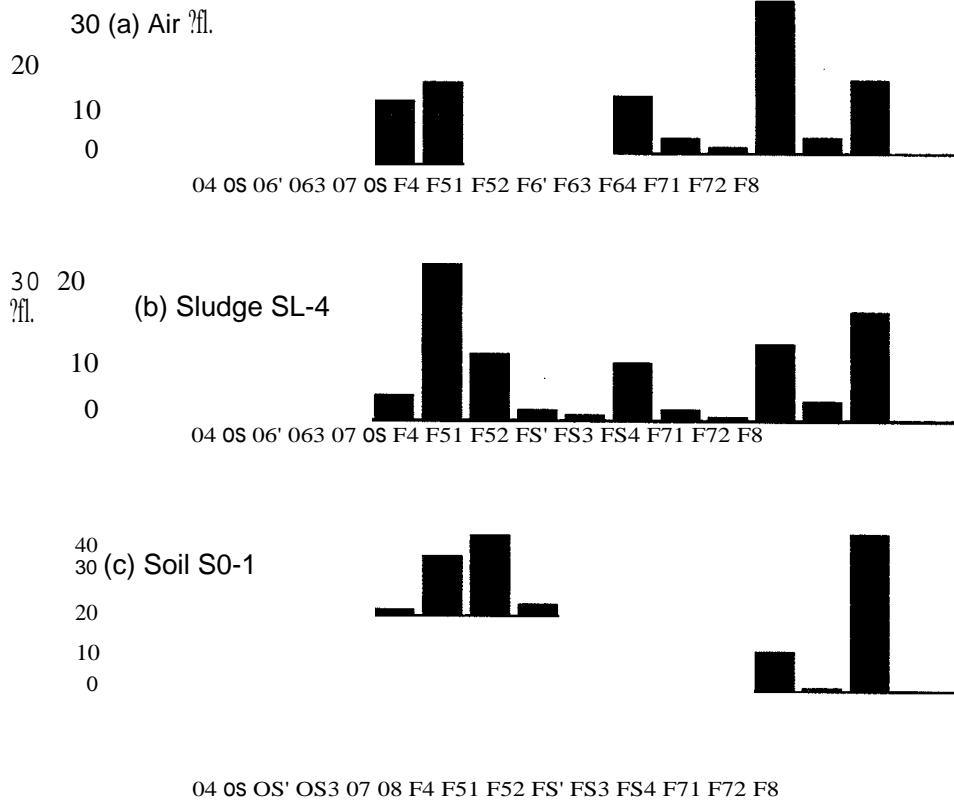 30 (a) Air ?fl.
20
10
0
04 os 06' 063 07 os F4 F51 F52 F6' F63 F64 F71 F72 F8
30 20
?fl.
(b) Sludge SL-4
10
0
04 os 06' 063 07 os F4 F51 F52 FS' FS3 FS4 F71 F72 F8
40
30 (c) Soil S0-1
20
10
0
04 os OS' OS3 07 08 F4 F51 F52 FS' FS3 FS4 F71 F72 F8